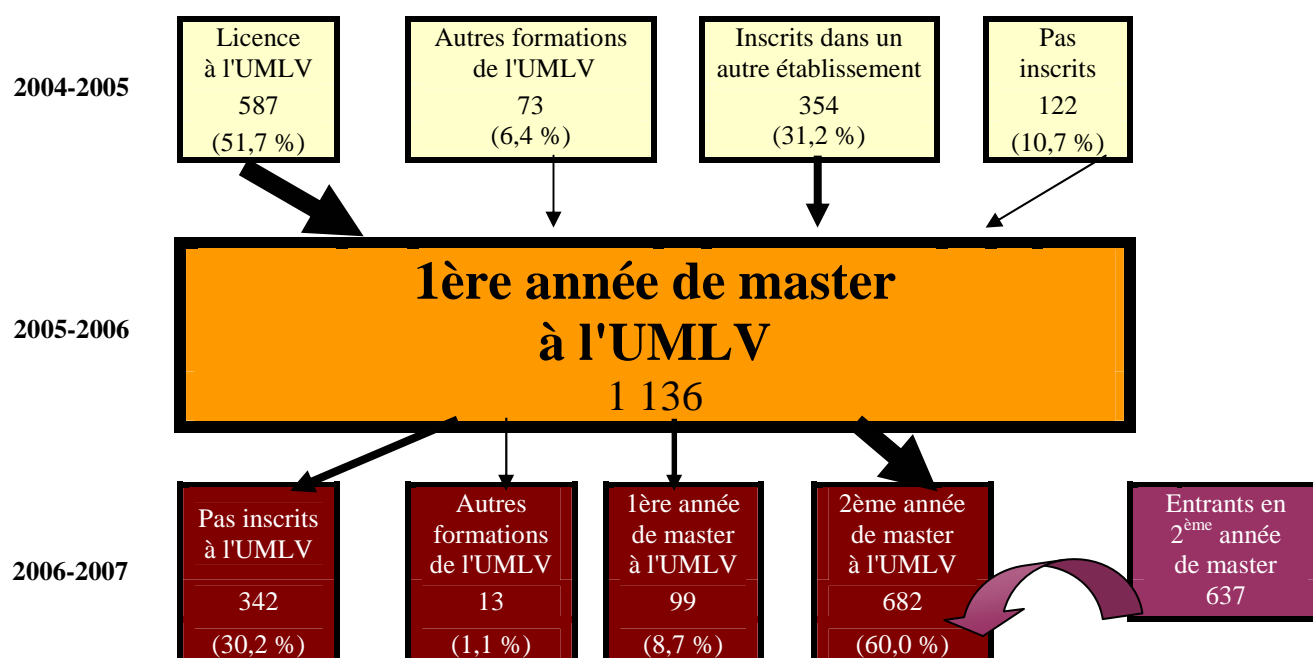 2004-2005
Licence
à l'UMLV
587
(51,7 %)
Autres formations
de l'UMLV
73
(6,4 %)
Inscrits dans un
autre établissement
354
(31,2 %)
Pas
inscrits
122
(10,7 %)
2005-2006
1ère année de master
à l'UMLV
1 136
2006-2007
Pas inscrits
à l'UMLV
342
(30,2 %)
Autres
formations
de l'UMLV
13
(1,1 %)
1ère année
de master
à l'UMLV
99
(8,7 %)
2ème année
de master
à l'UMLV
682
(60,0 %)
Entrants en
2ème année
de master
637